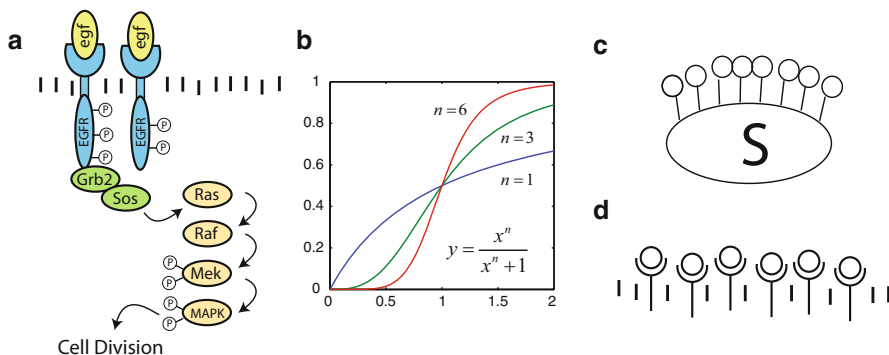 a
egf
egf
EGFR
P
P
P
EGFR
P
P
Grb2
Sos
Ras
Raf
P
P
Mek
P
P
MAPK
Cell Division
b
1
0.8
0.6
0.4
0.2
0
0
0.5
1
1.5
2
n = 6
n = 3
n = 1
y = x^n / (x^n + 1)
c
S
d